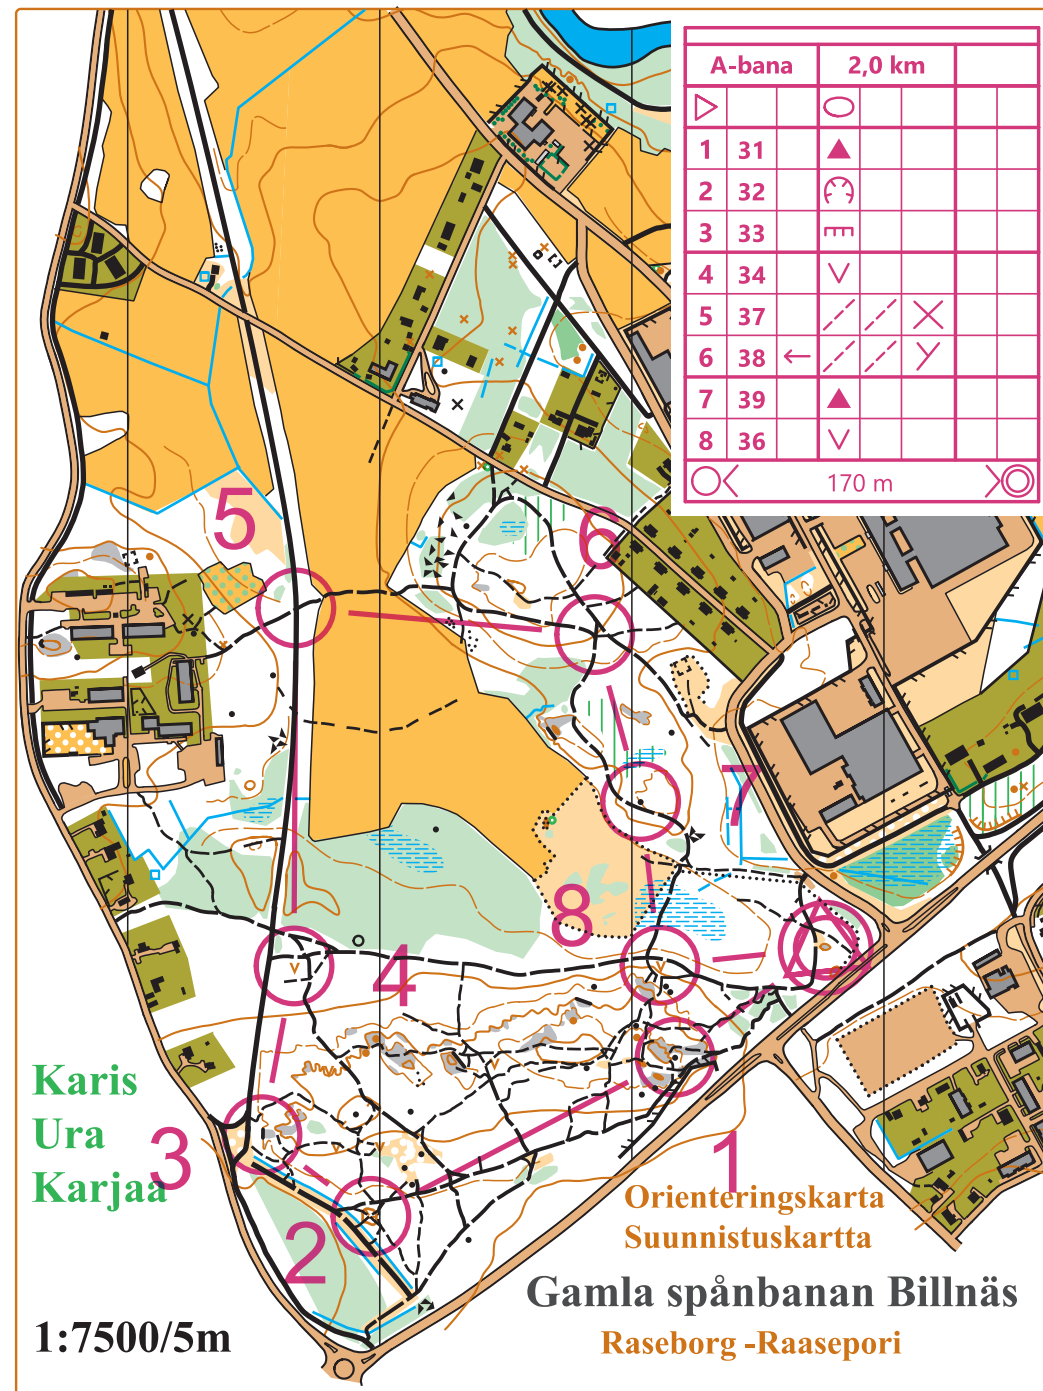 A-bana 2,0 km
1 31
2 32
3 33
4 34
5 37
6 38
7 39
8 36
170 m
5
6
7
8
4
3
1
2
Karis
Ura
Karjaa
Orienteringskarta
Suunnistuskartta
Gamla spånbanan Billnäs
1:7500/5m
Raseborg -Raasepori